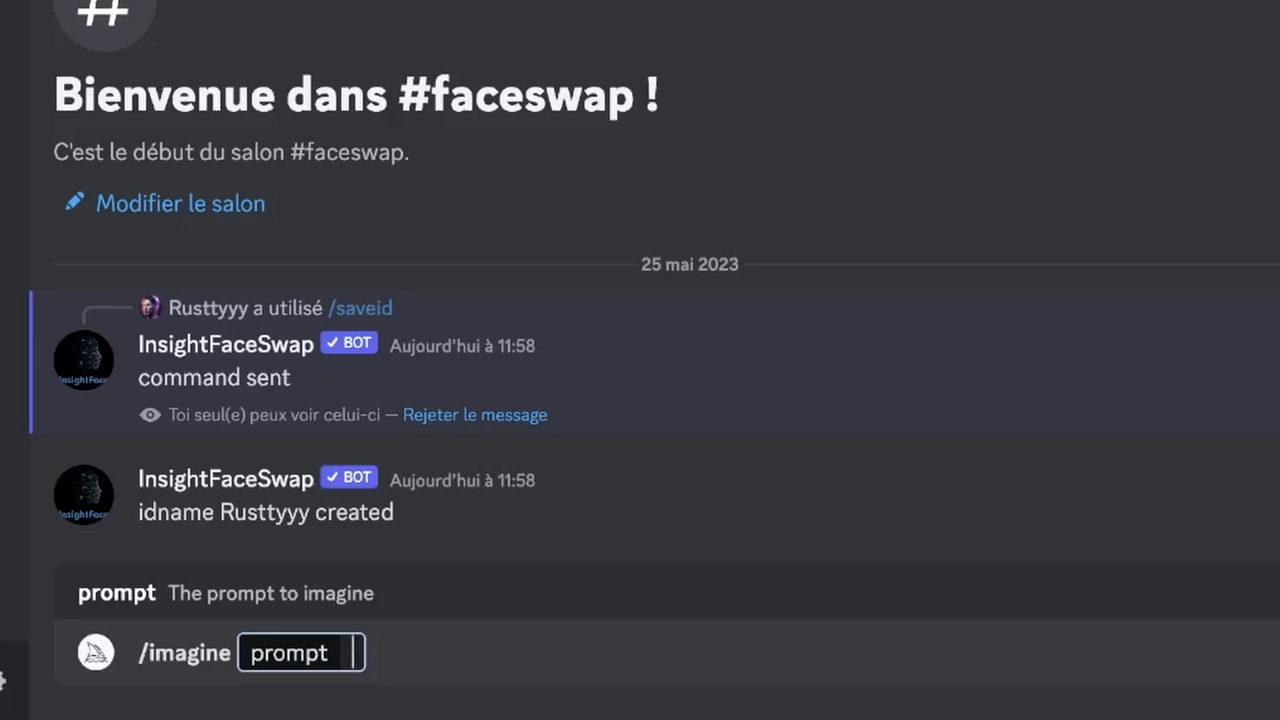 Bienvenue dans #faceswap !
C'est le début du salon #faceswap.
Modifier le salon
25 mai 2023
Rusttyyy a utilisé /saveid
InsightFaceSwap ✓ BOT Aujourd'hui à 11:58
command sent
Toi seul(e) peux voir celui-ci — Rejeter le message
InsightFaceSwap ✓ BOT Aujourd'hui à 11:58
idname Rusttyyy created
prompt The prompt to imagine
/imagine prompt